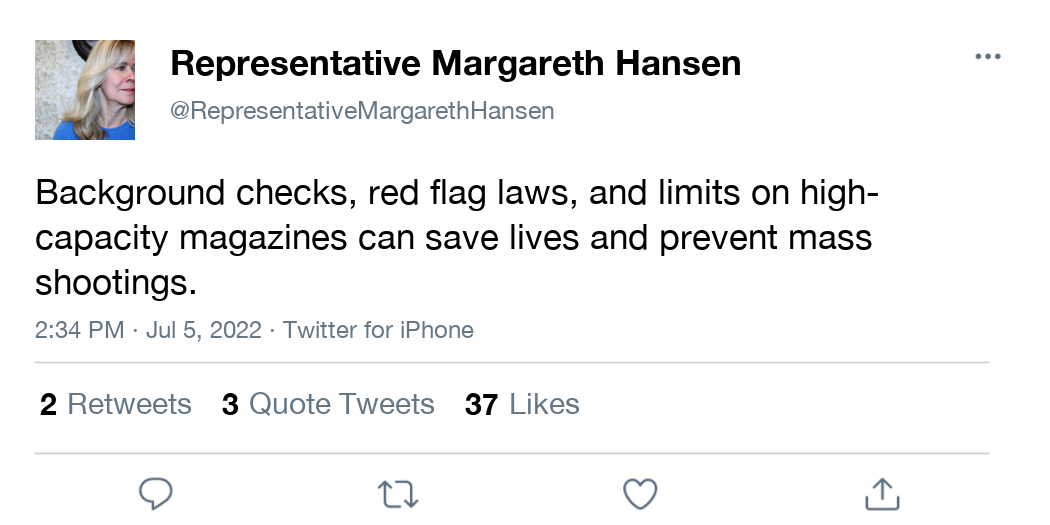 Representative Margareth Hansen
@RepresentativeMargarethHansen
Background checks, red flag laws, and limits on high-
capacity magazines can save lives and prevent mass
shootings.
2:34 PM · Jul 5, 2022 · Twitter for iPhone
2 Retweets 3 Quote Tweets 37 Likes